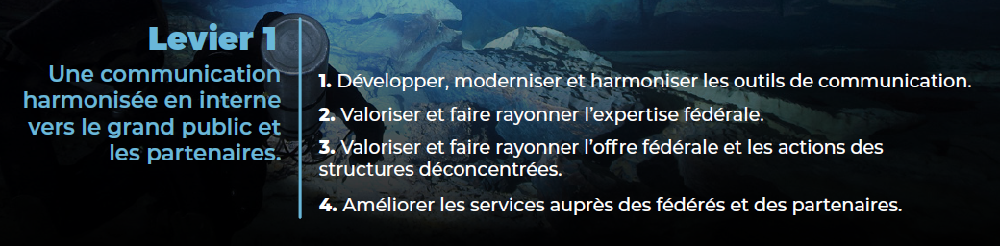 Levier 1
Une communication
harmonisée en interne
vers le grand public et
les partenaires.
1. Développer, moderniser et harmoniser les outils de communication.
2. Valoriser et faire rayonner l’expertise fédérale.
3. Valoriser et faire rayonner l’offre fédérale et les actions des
structures déconcentrées.
4. Améliorer les services auprès des fédérés et des partenaires.